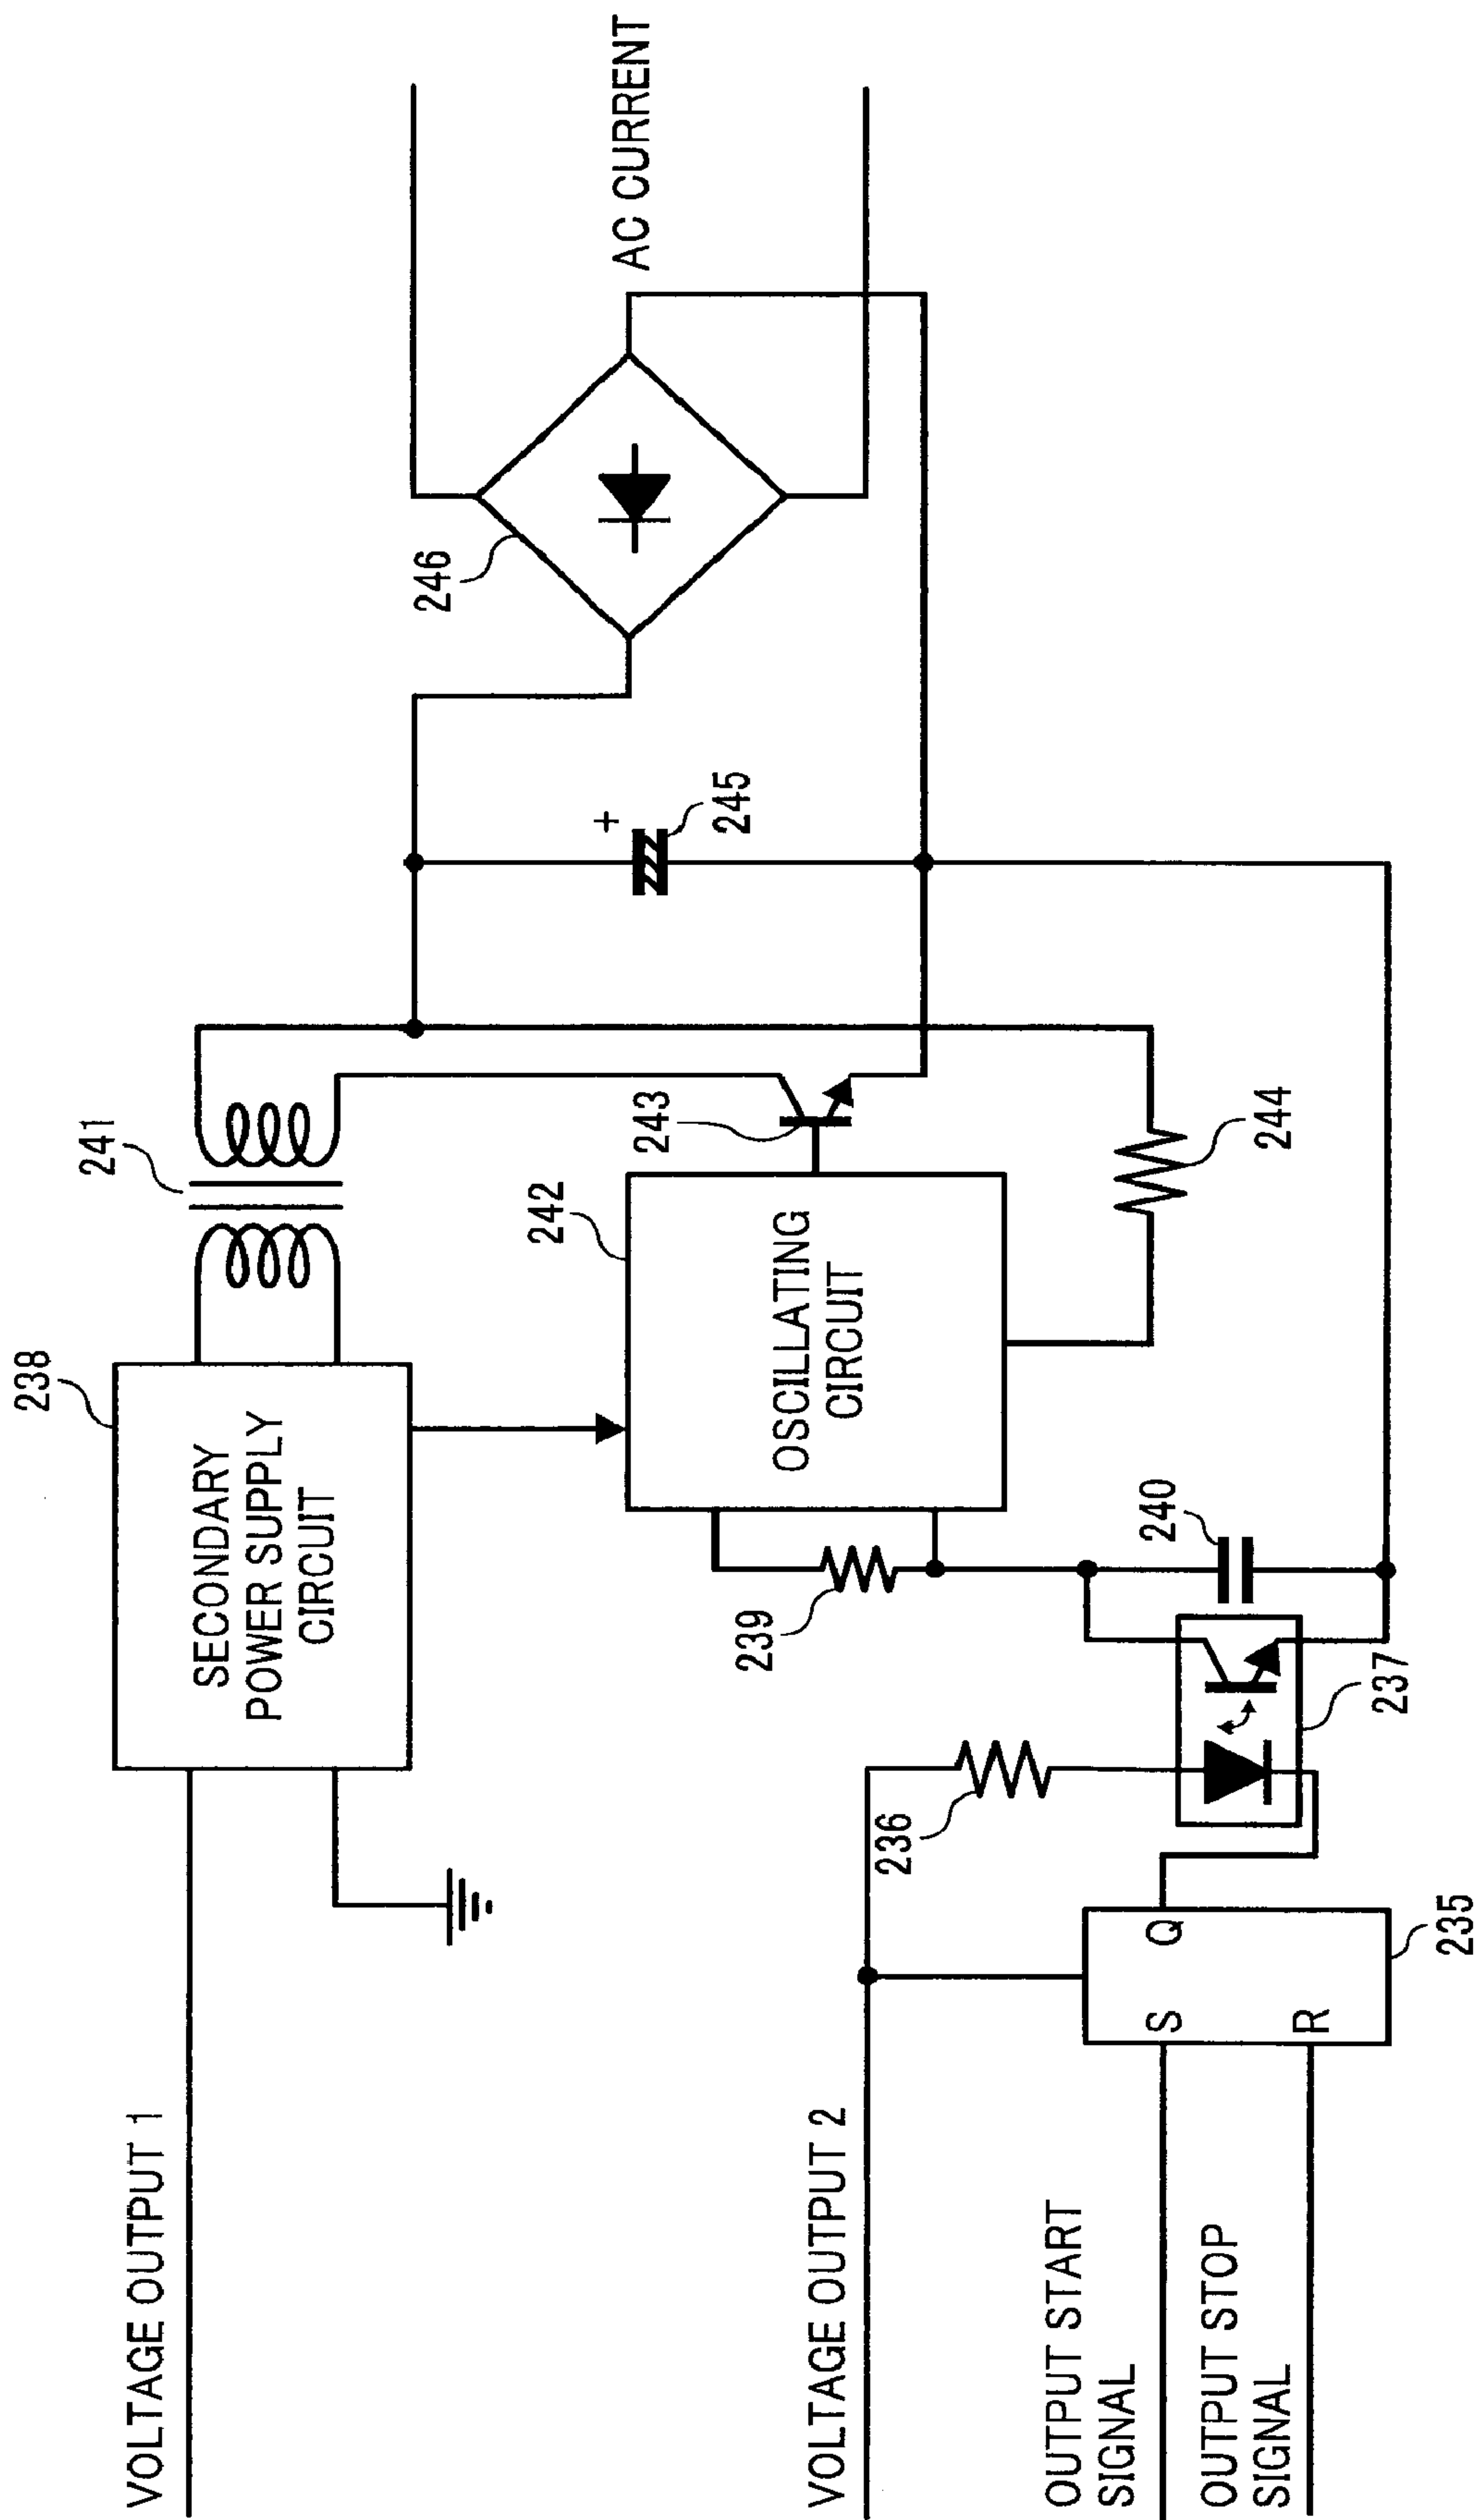 VOLTAGE OUTPUT 1
SECONDARY
POWER SUPPLY
CIRCUIT
238
241
AC CURRENT
246
245
242
243
OSCILLATING
CIRCUIT
244
239
240
VOLTAGE OUTPUT 2
236
237
OUTPUT START
SIGNAL
OUTPUT STOP
SIGNAL
S
R
Q
235
+